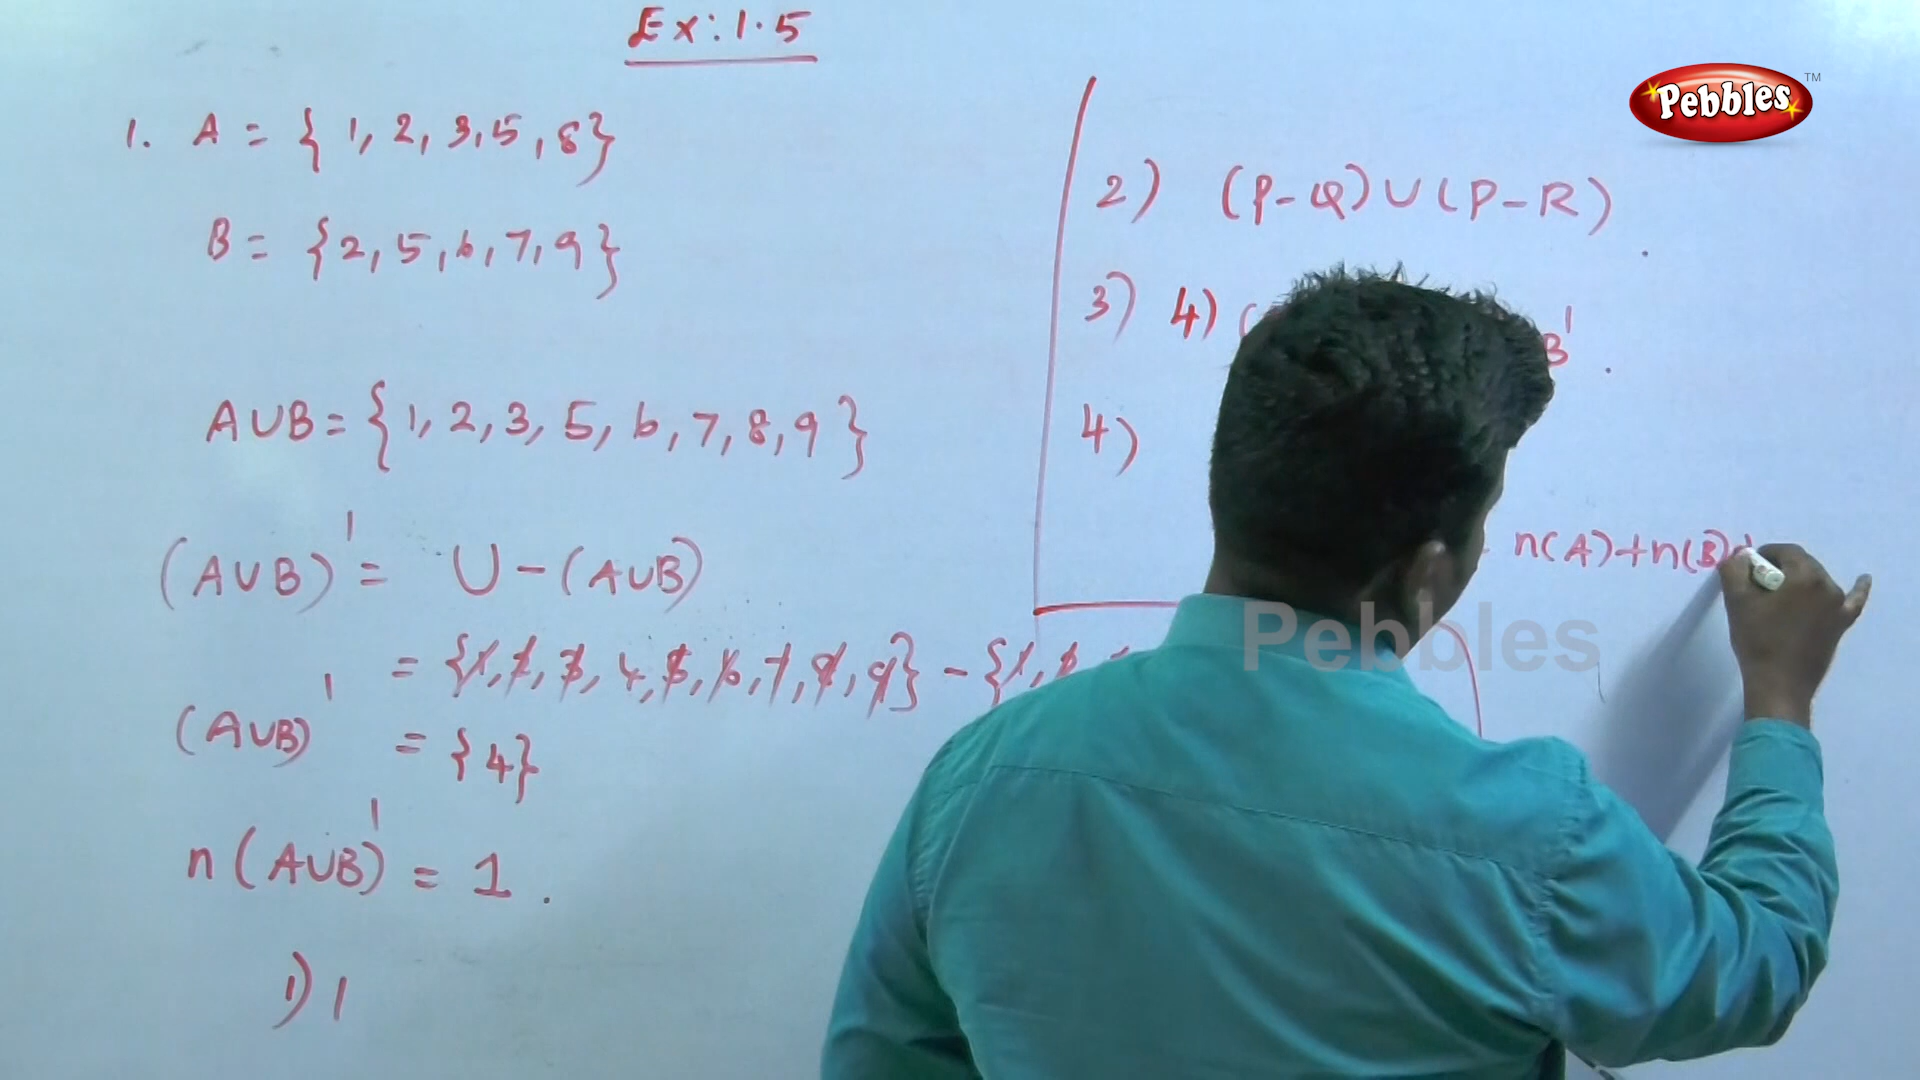 Ex: 1.5
1. A = { 1, 2, 3, 5, 8}
B = {2, 5, 6, 7, 9}
A∪B = {1, 2, 3, 5, 6, 7, 8, 9}
(A∪B)' = U - (A∪B)
= {1, 2, 3, 4, 5, 6, 7, 8, 9} - {1,
(A∪B)' = {4}
n(A∪B)' = 1.
1) 1
Pebbles TM
2) (P-Q)∪(P-R).
3) 4) ( B'.
4)
n(A)+n(B)
Pebbles